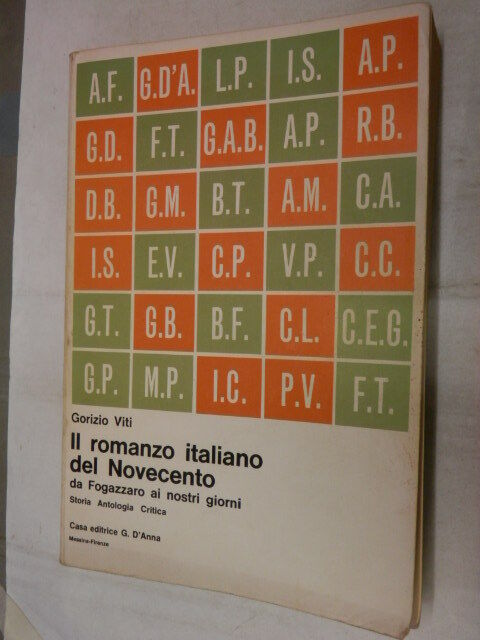 A.F. G.D'A. L.P. I.S. A.P.
G.D. F.T. G.A.B. A.P. R.B.
D.B. G.M. B.T. A.M. C.A.
I.S. E.V. C.P. V.P. C.C.
G.T. G.B. B.F. C.L. C.E.G.
G.P. M.P. I.C. P.V. F.T.
Gorizio Viti
Il romanzo italiano
del Novecento
da Fogazzaro ai nostri giorni
Storia Antologia Critica
Casa editrice G. D'Anna
Messina-Firenze